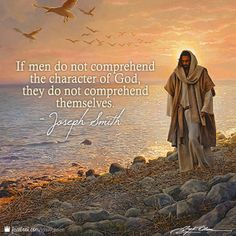 If men do not comprehend
the character of God,
they do not comprehend
themselves.
- Joseph Smith